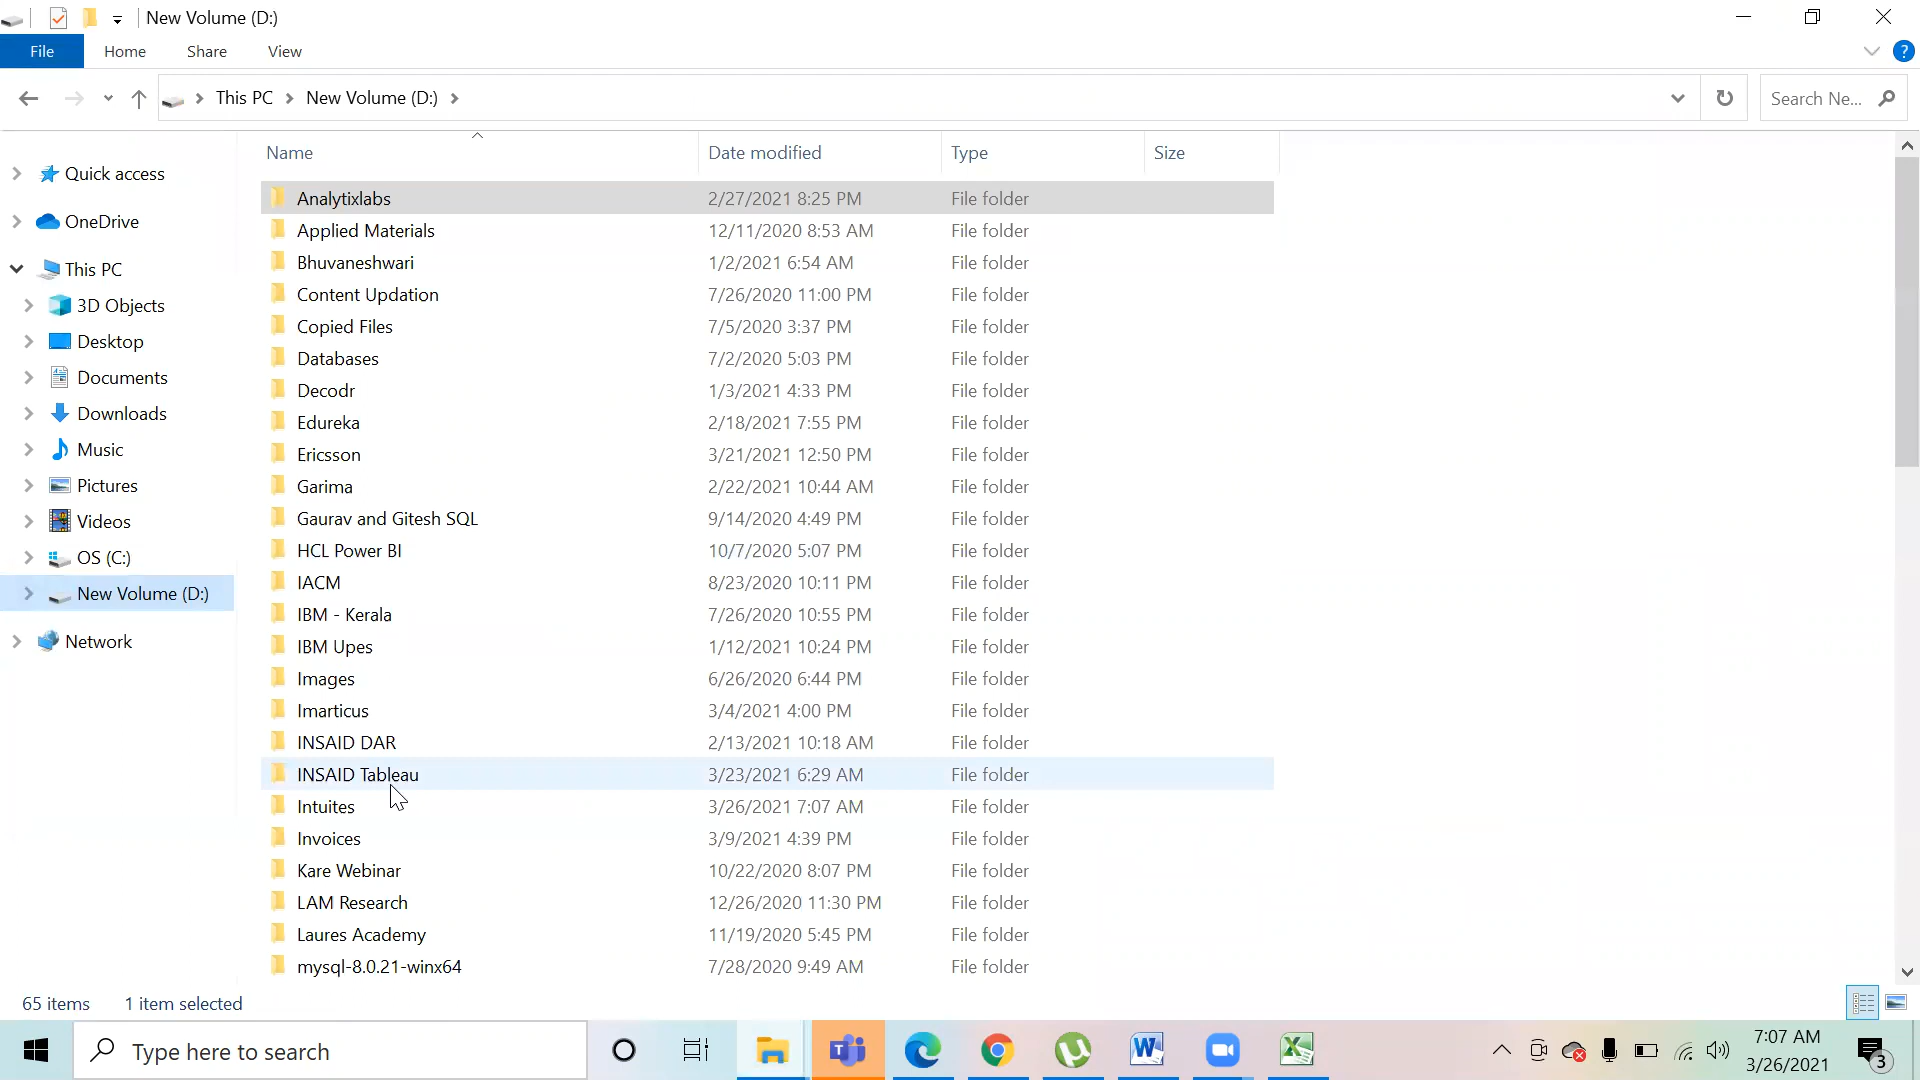 New Volume (D:)
File Home Share View
This PC New Volume (D:)
Search Ne...
Name Date modified Type Size
Quick access
OneDrive
This PC
3D Objects
Desktop
Documents
Downloads
Music
Pictures
Videos
OS (C:)
New Volume (D:)
Network
Analytixlabs 2/27/2021 8:25 PM File folder
Applied Materials 12/11/2020 8:53 AM File folder
Bhuvaneshwari 1/2/2021 6:54 AM File folder
Content Updation 7/26/2020 11:00 PM File folder
Copied Files 7/5/2020 3:37 PM File folder
Databases 7/2/2020 5:03 PM File folder
Decodr 1/3/2021 4:33 PM File folder
Edureka 2/18/2021 7:55 PM File folder
Ericsson 3/21/2021 12:50 PM File folder
Garima 2/22/2021 10:44 AM File folder
Gaurav and Gitesh SQL 9/14/2020 4:49 PM File folder
HCL Power BI 10/7/2020 5:07 PM File folder
IACM 8/23/2020 10:11 PM File folder
IBM - Kerala 7/26/2020 10:55 PM File folder
IBM Upes 1/12/2021 10:24 PM File folder
Images 6/26/2020 6:44 PM File folder
Imarticus 3/4/2021 4:00 PM File folder
INSAID DAR 2/13/2021 10:18 AM File folder
INSAID Tableau 3/23/2021 6:29 AM File folder
Intuites 3/26/2021 7:07 AM File folder
Invoices 3/9/2021 4:39 PM File folder
Kare Webinar 10/22/2020 8:07 PM File folder
LAM Research 12/26/2020 11:30 PM File folder
Laures Academy 11/19/2020 5:45 PM File folder
mysql-8.0.21-winx64 7/28/2020 9:49 AM File folder
65 items 1 item selected
Type here to search
7:07 AM
3/26/2021
3